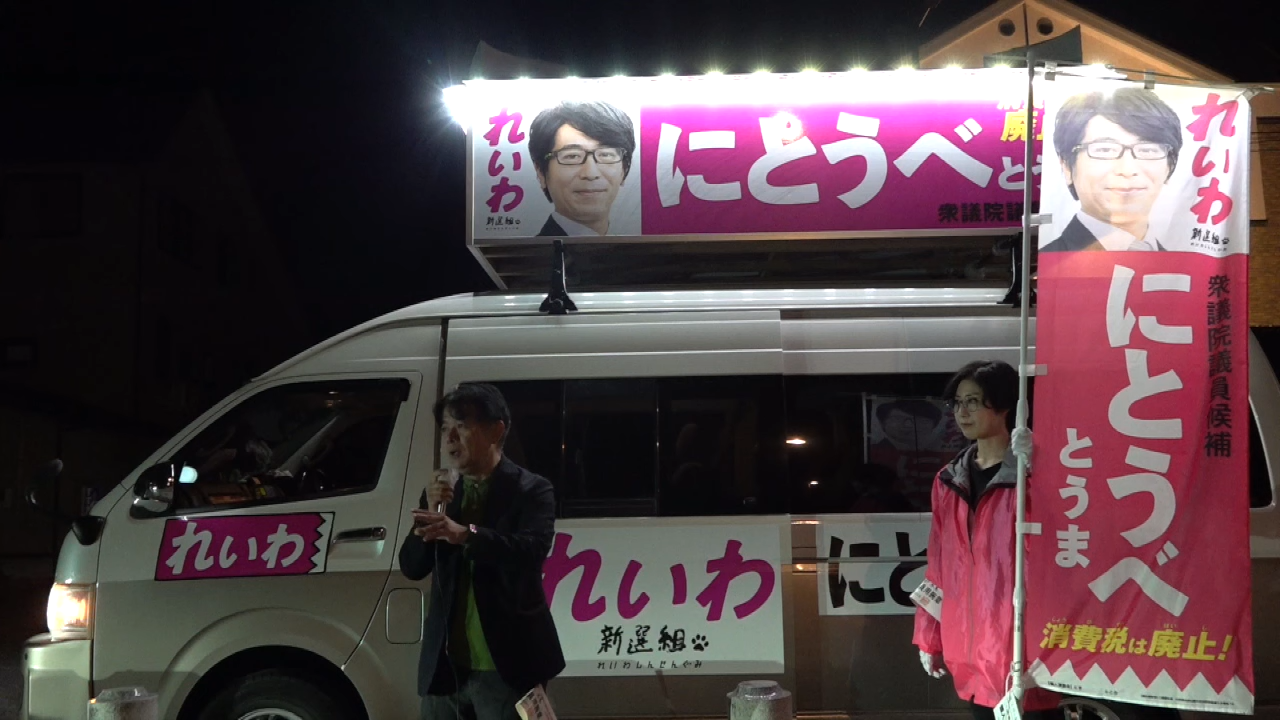 れいわ
新選組
にとうべ
衆議院議
れいわ
新選組
衆議院議員候補
にとうべ
とうま
消費税は廃止!
れいわ
れいわ
新選組
れいわしんせんぐみ
にと